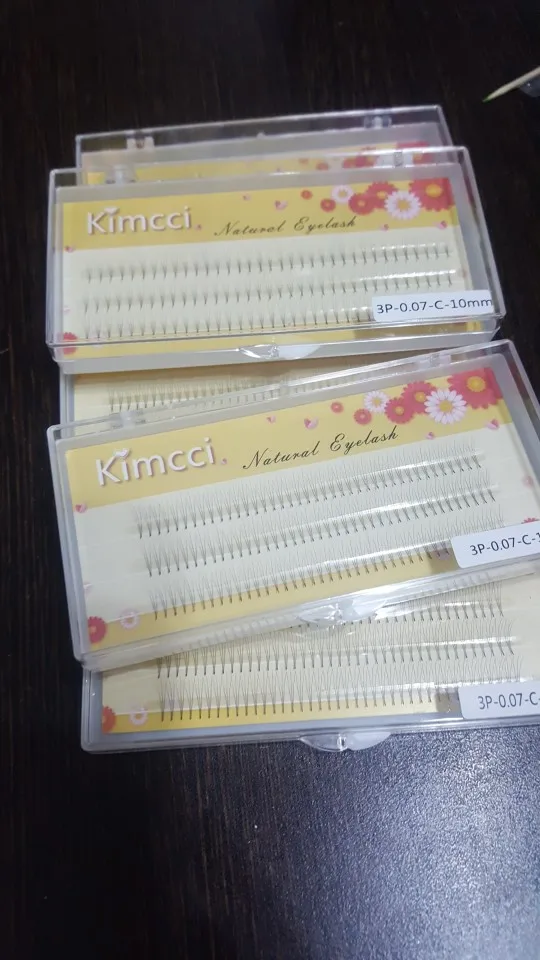 Kimcci
Natural Eyelash
3P-0.07-C-10mm
Kimcci
Natural Eyelash
3P-0.07-C-1
3P-0.07-C-